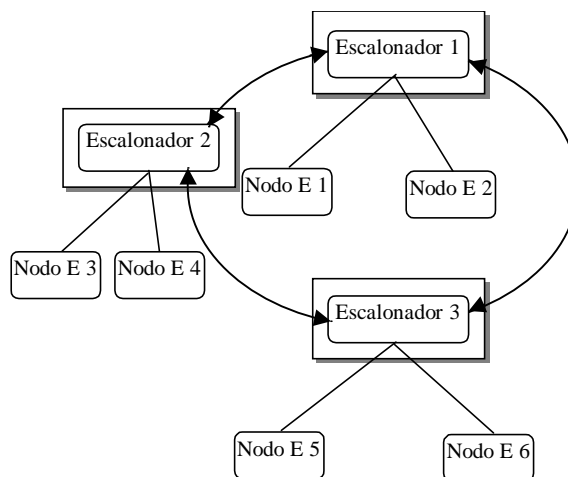 Escalonador 1
Escalonador 2
Nodo E 1
Nodo E 2
Nodo E 3
Nodo E 4
Escalonador 3
Nodo E 5
Nodo E 6